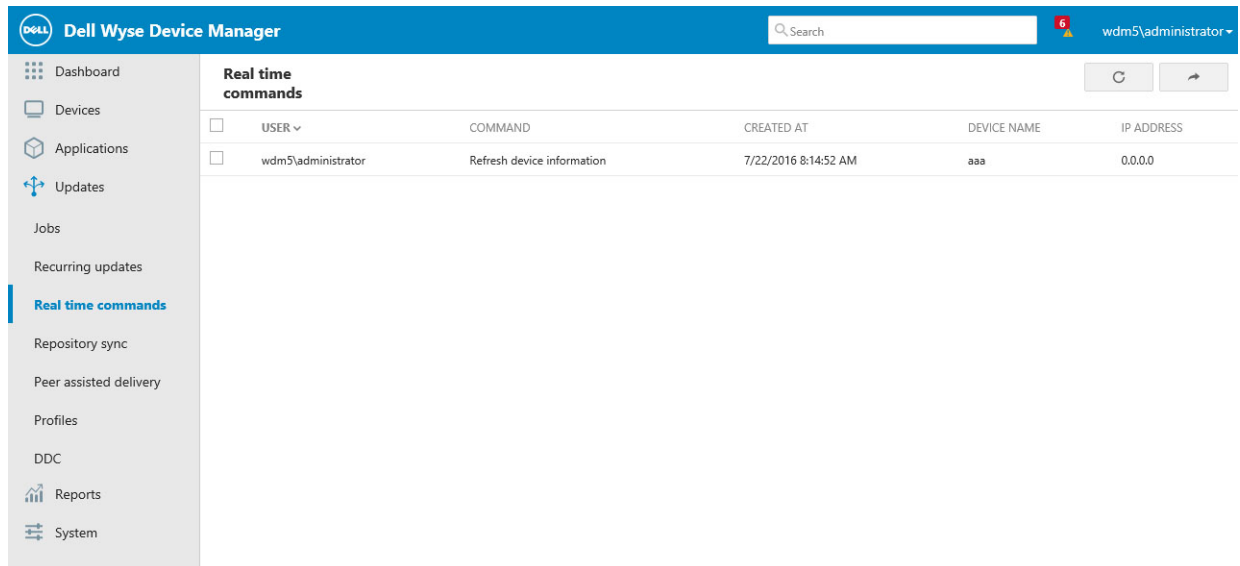 DELL
Dell Wyse Device Manager
Search
6
wdm5\administrator
Dashboard
Devices
Applications
Updates
Jobs
Recurring updates
Real time commands
Repository sync
Peer assisted delivery
Profiles
DDC
Reports
System
Real time
commands
USER COMMAND CREATED AT DEVICE NAME IP ADDRESS
wdm5\administrator Refresh device information 7/22/2016 8:14:52 AM aaa 0.0.0.0